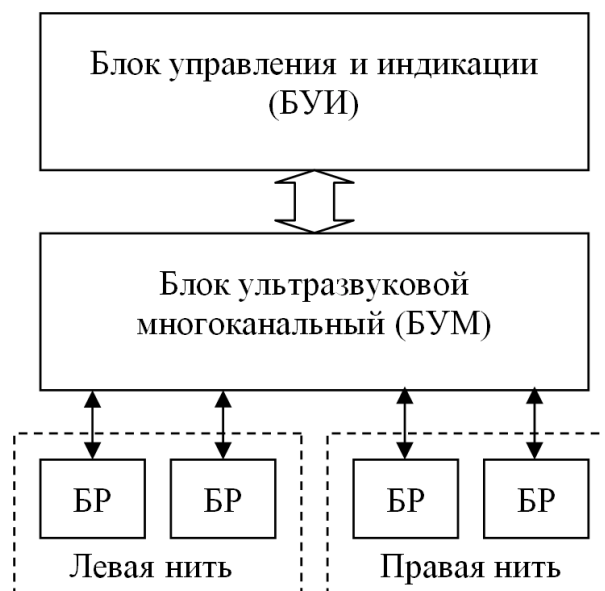 Блок управления и индикации
(БУИ)
Блок ультразвуковой
многоканальный (БУМ)
БР БР БР БР
Левая нить Правая нить